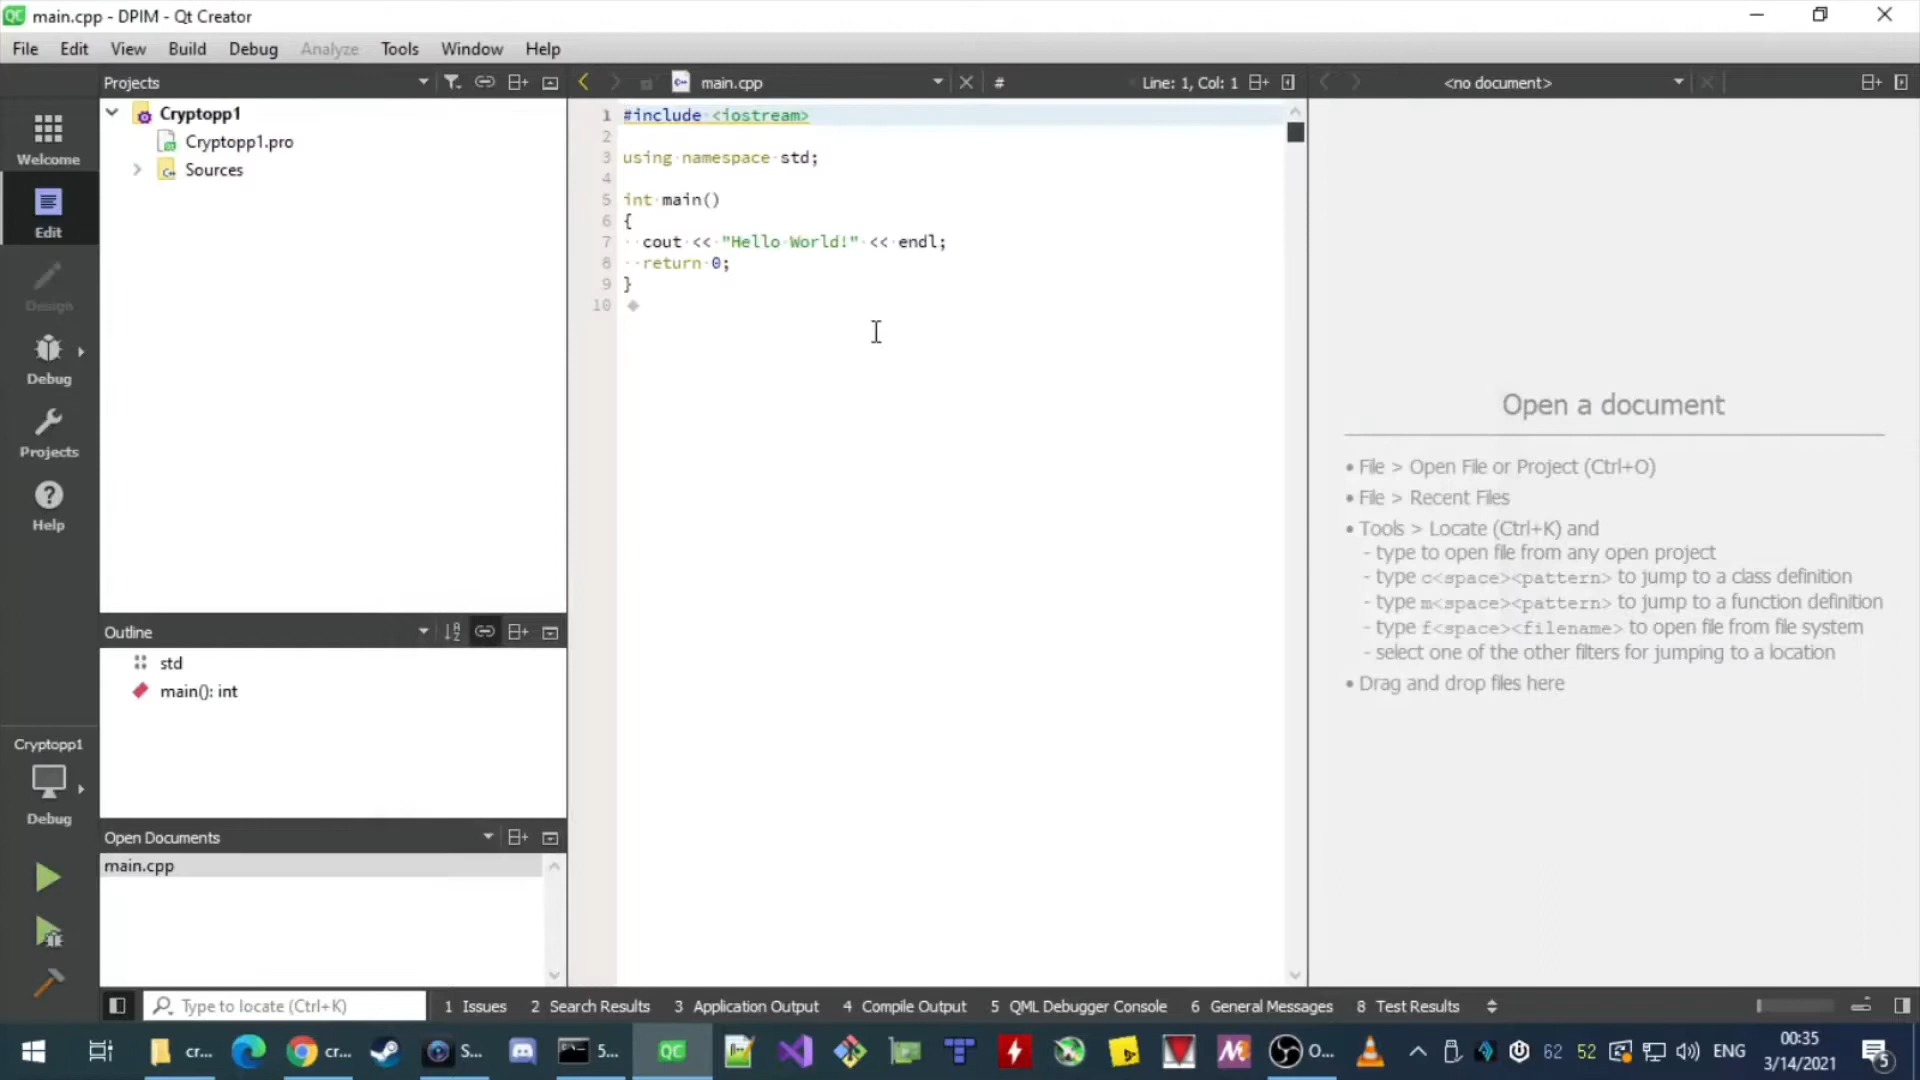 main.cpp - DPIM - Qt Creator
File Edit View Build Debug Analyze Tools Window Help
Projects
main.cpp
#
Line: 1, Col: 1
<no document>
Welcome
Edit
Design
Debug
Projects
Help
Cryptopp1
Debug
Cryptopp1
Cryptopp1.pro
Sources
Outline
std
main(): int
Open Documents
main.cpp
1 #include <iostream>
2
3 using namespace std;
4
5 int main()
6 {
7 cout << "Hello World!" << endl;
8 return 0;
9 }
10
Open a document
• File > Open File or Project (Ctrl+O)
• File > Recent Files
• Tools > Locate (Ctrl+K) and
- type to open file from any open project
- type c<space><pattern> to jump to a class definition
- type m<space><pattern> to jump to a function definition
- type f<space><filename> to open file from file system
- select one of the other filters for jumping to a location
• Drag and drop files here
Type to locate (Ctrl+K)
1 Issues 2 Search Results 3 Application Output 4 Compile Output 5 QML Debugger Console 6 General Messages 8 Test Results
cr... cr... S... 5... QC O... 62 52 ENG
00:35
3/14/2021
5